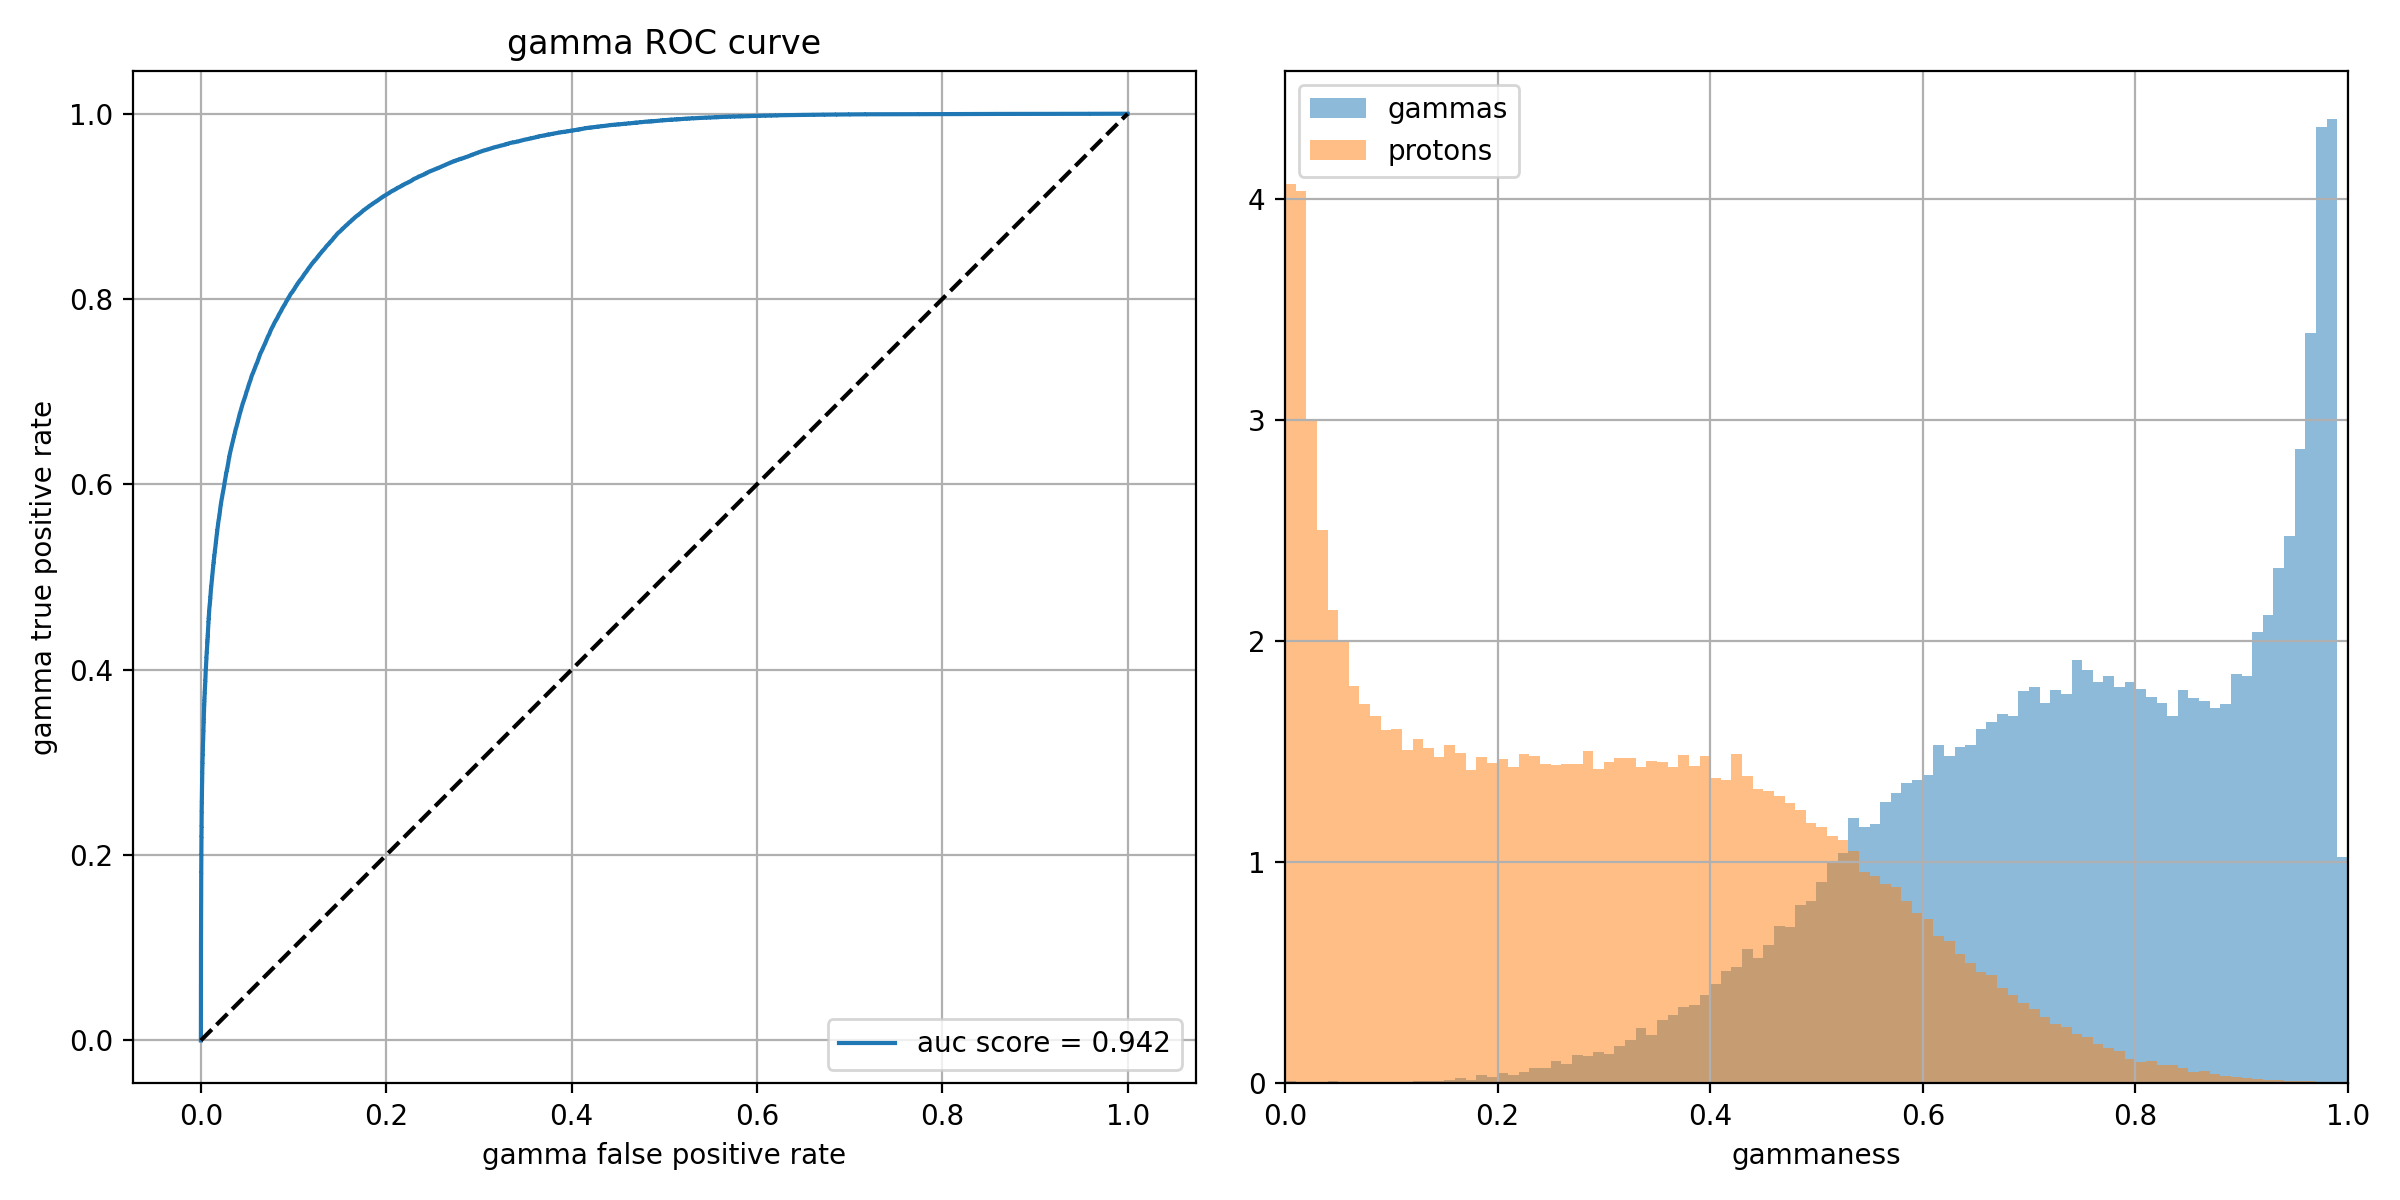 gamma ROC curve
1.0
0.8
0.6
0.4
0.2
0.0
gamma true positive rate
0.0 0.2 0.4 0.6 0.8 1.0
gamma false positive rate
auc score = 0.942
gammas
protons
4
3
2
1
0
0.0 0.2 0.4 0.6 0.8 1.0
gammaness